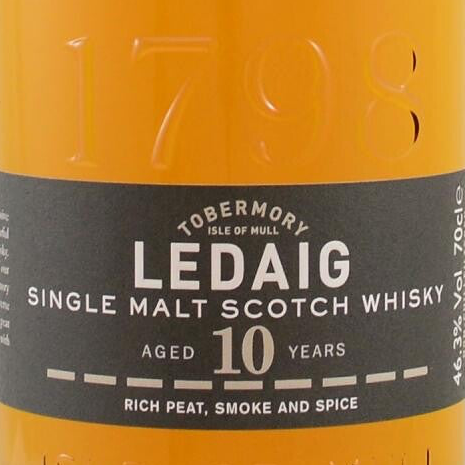 1798
TOBERMORY
ISLE OF MULL
LEDAIG
SINGLE MALT SCOTCH WHISKY
AGED 10 YEARS
RICH PEAT, SMOKE AND SPICE
46.3% Vol 70cl e